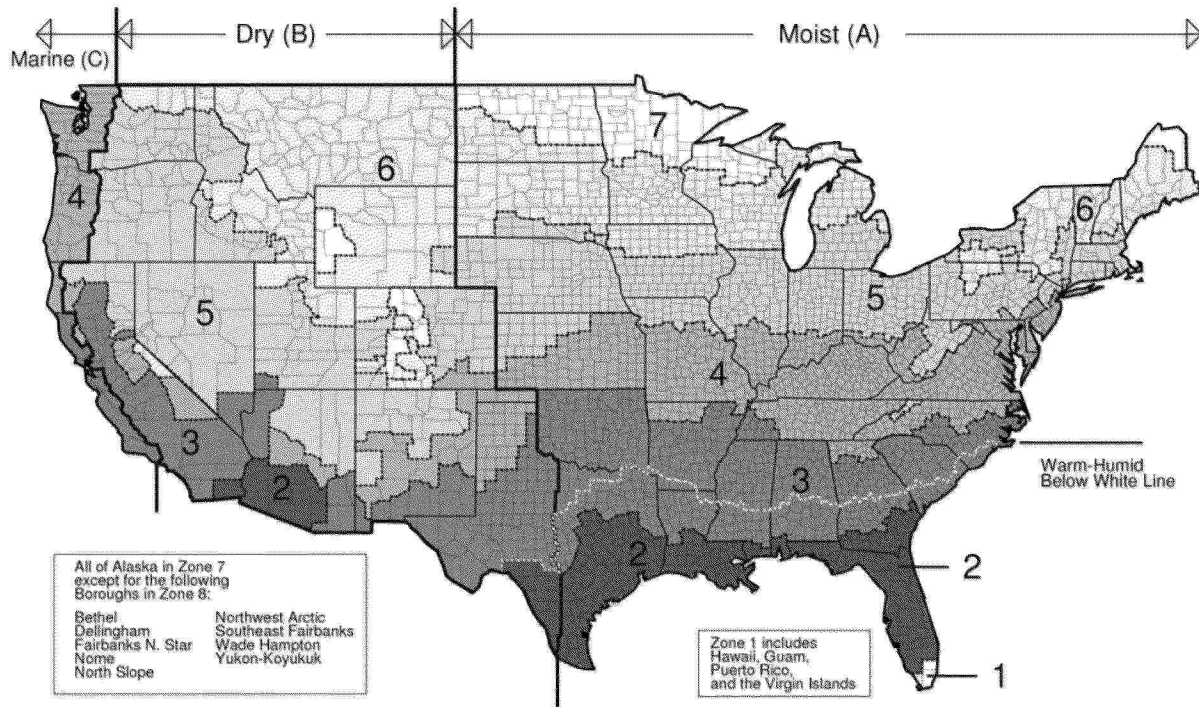 Marine (C)
Dry (B)
Moist (A)
7
6
4
6
5
5
4
3
3
2
2
Warm-Humid
Below White Line
2
1
All of Alaska in Zone 7
except for the following
Boroughs in Zone 8:
Bethel
Dellingham
Fairbanks N. Star
Nome
North Slope
Northwest Arctic
Southeast Fairbanks
Wade Hampton
Yukon-Koyukuk
Zone 1 includes
Hawaii, Guam,
Puerto Rico,
and the Virgin Islands